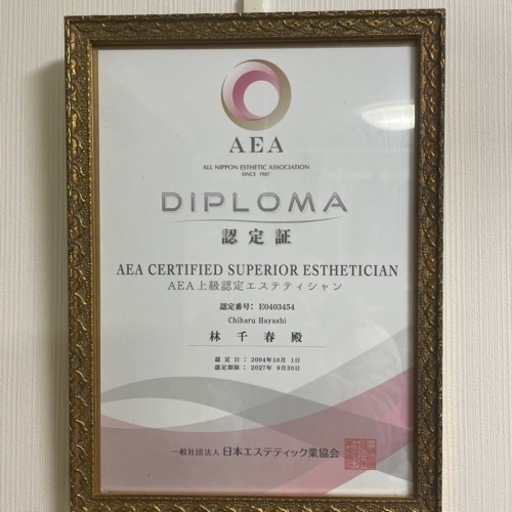 AEA
ALL NIPPON ESTHETIC ASSOCIATION
SINCE 1987
DIPLOMA
認定証
AEA CERTIFIED SUPERIOR ESTHETICIAN
AEA上級認定エステティシャン
認定番号: E0403454
Chiharu Hayashi
林 千 春 殿
認 定 日 : 2004年10月 1日
認定期限 : 2027年 9月30日
一般社団法人 日本エステティック業協会